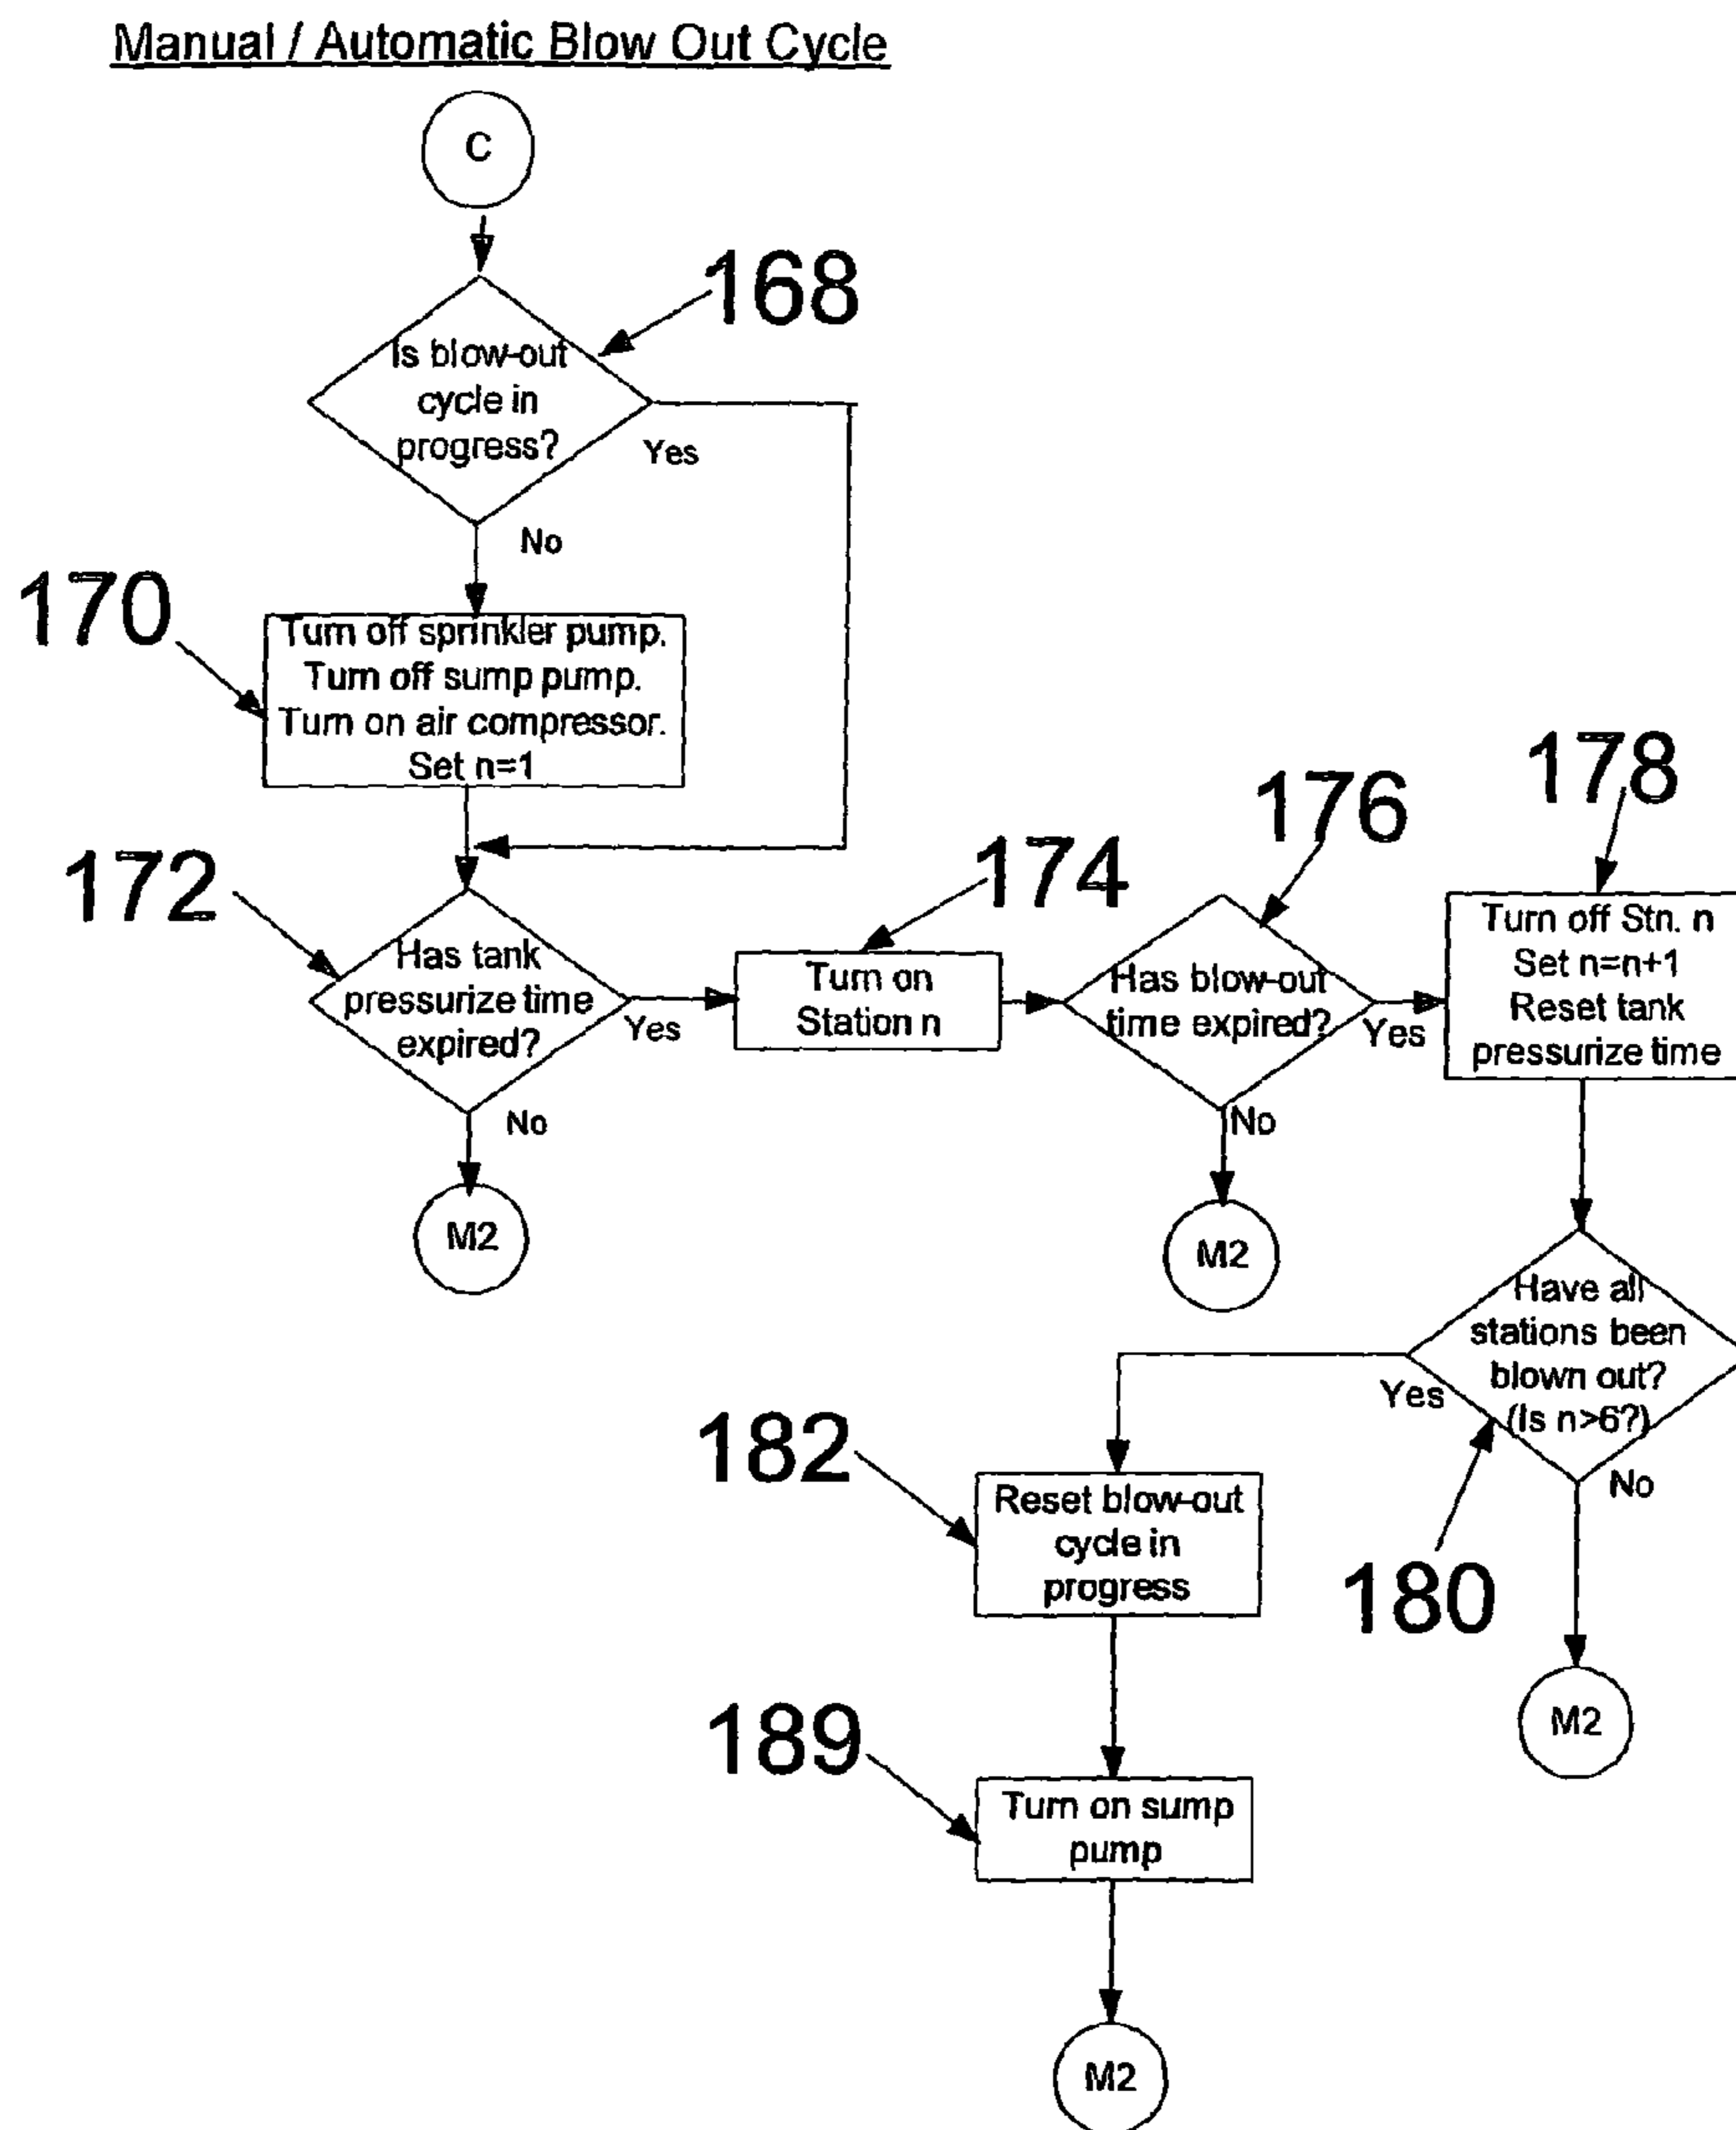 Manual / Automatic Blow Out Cycle
C
168
Is blow-out
cycle in
progress?
Yes
No
170
Turn off sprinkler pump.
Turn off sump pump.
Turn on air compressor.
Set n=1
172
Has tank
pressurize time
expired?
Yes
No
M2
174
Turn on
Station n
176
Has blow-out
time expired?
Yes
No
M2
178
Turn off Stn. n
Set n=n+1
Reset tank
pressurize time
Have all
stations been
blown out?
(Is n>6?)
Yes
No
180
M2
182
Reset blow-out
cycle in
progress
189
Turn on sump
pump
M2